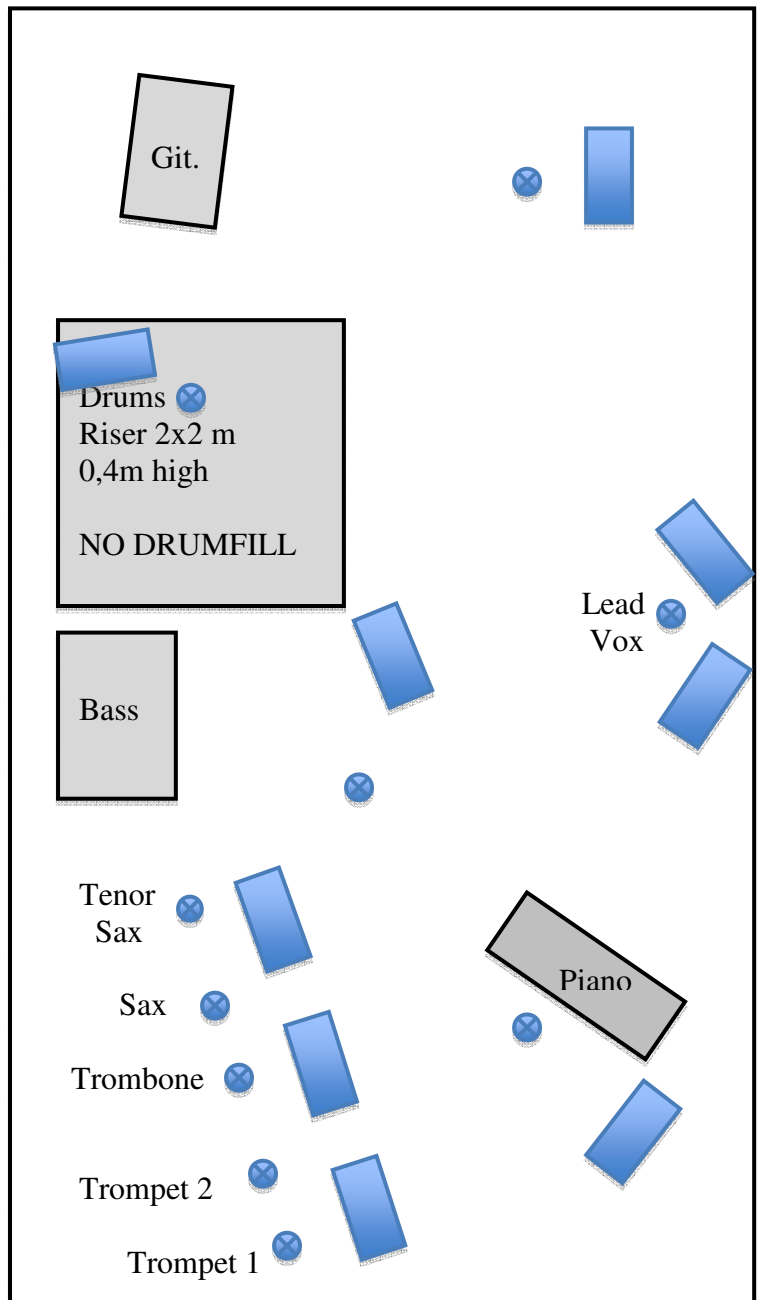 Git.
Drums
Riser 2x2 m
0,4m high
NO DRUMFILL
Lead
Vox
Bass
Tenor
Sax
Piano
Sax
Trombone
Trompet 2
Trompet 1